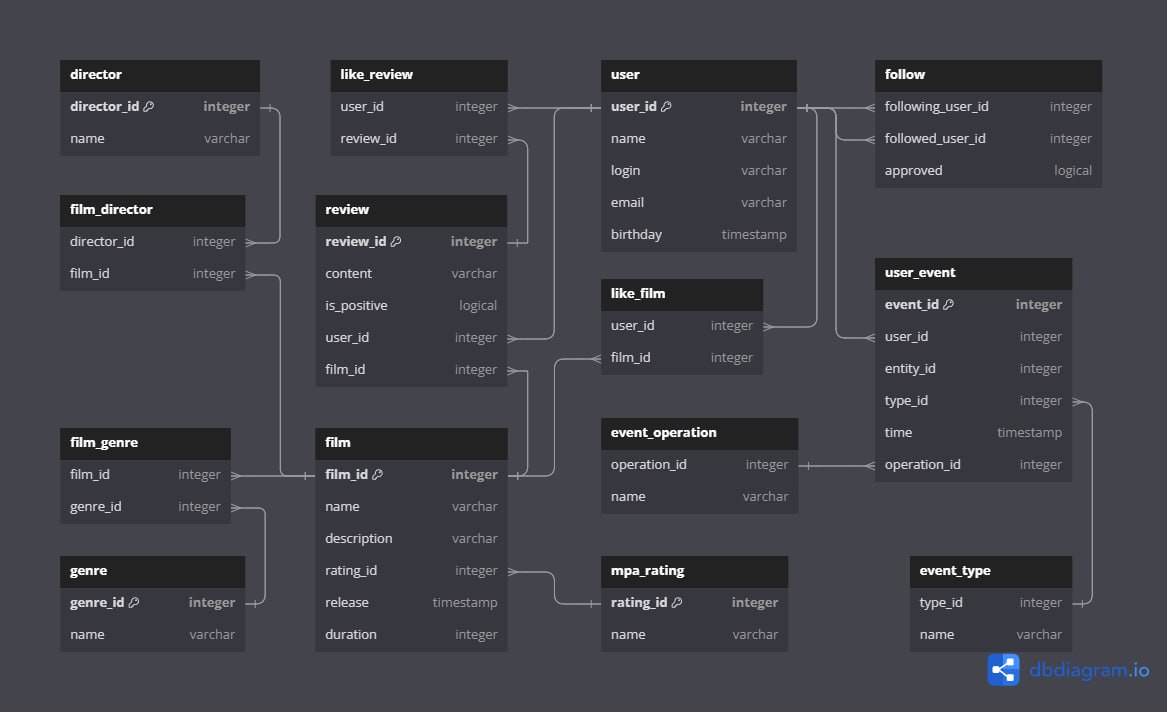 director
director_id integer
name varchar
like_review
user_id integer
review_id integer
user
user_id integer
name varchar
login varchar
email varchar
birthday timestamp
follow
following_user_id integer
followed_user_id integer
approved logical
film_director
director_id integer
film_id integer
review
review_id integer
content varchar
is_positive logical
user_id integer
film_id integer
like_film
user_id integer
film_id integer
user_event
event_id integer
user_id integer
entity_id integer
type_id integer
time timestamp
operation_id integer
film_genre
film_id integer
genre_id integer
film
film_id integer
name varchar
description varchar
rating_id integer
release timestamp
duration integer
event_operation
operation_id integer
name varchar
genre
genre_id integer
name varchar
mpa_rating
rating_id integer
name varchar
event_type
type_id integer
name varchar
dbdiagram.io